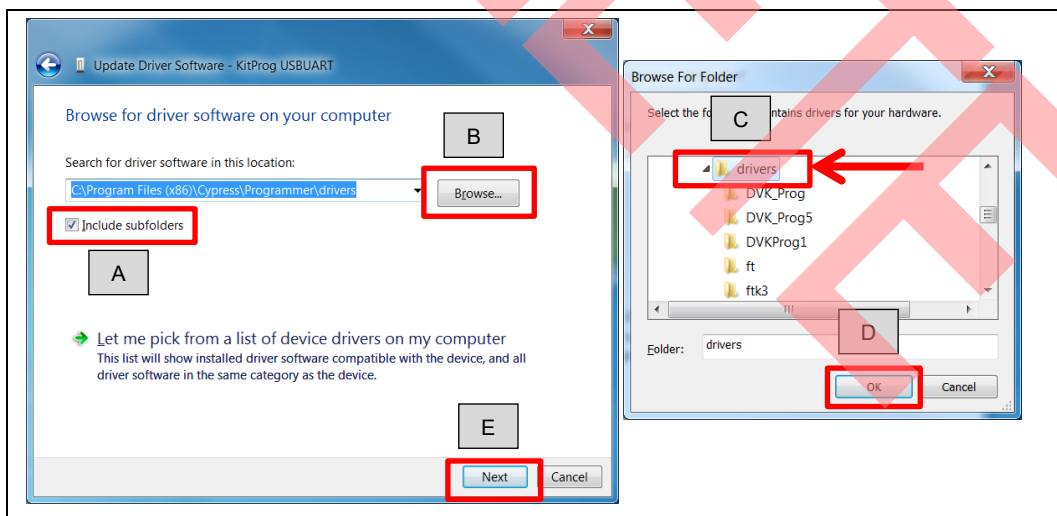 Update Driver Software - KitProg USBUART
Browse for driver software on your computer
B
Search for driver software in this location:
C:\Program Files (x86)\Cypress\Programmer\drivers
Browse...
Include subfolders
A
Let me pick from a list of device drivers on my computer
This list will show installed driver software compatible with the device, and all
driver software in the same category as the device.
E
Next Cancel
Browse For Folder
Select the ntains drivers for your hardware.
C
drivers
DVK_Prog
DVK_Prog5
DVKProg1
ft
ftk3
D
Folder: drivers
OK Cancel